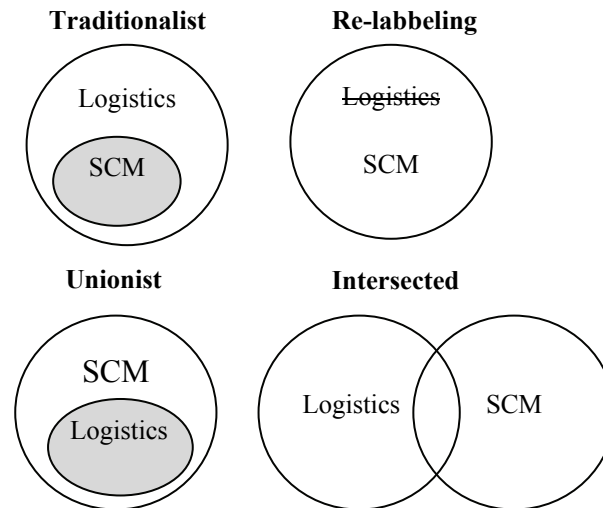 Traditionalist
Logistics
SCM
Re-labbeling
Logistics
SCM
Unionist
SCM
Logistics
Intersected
Logistics
SCM